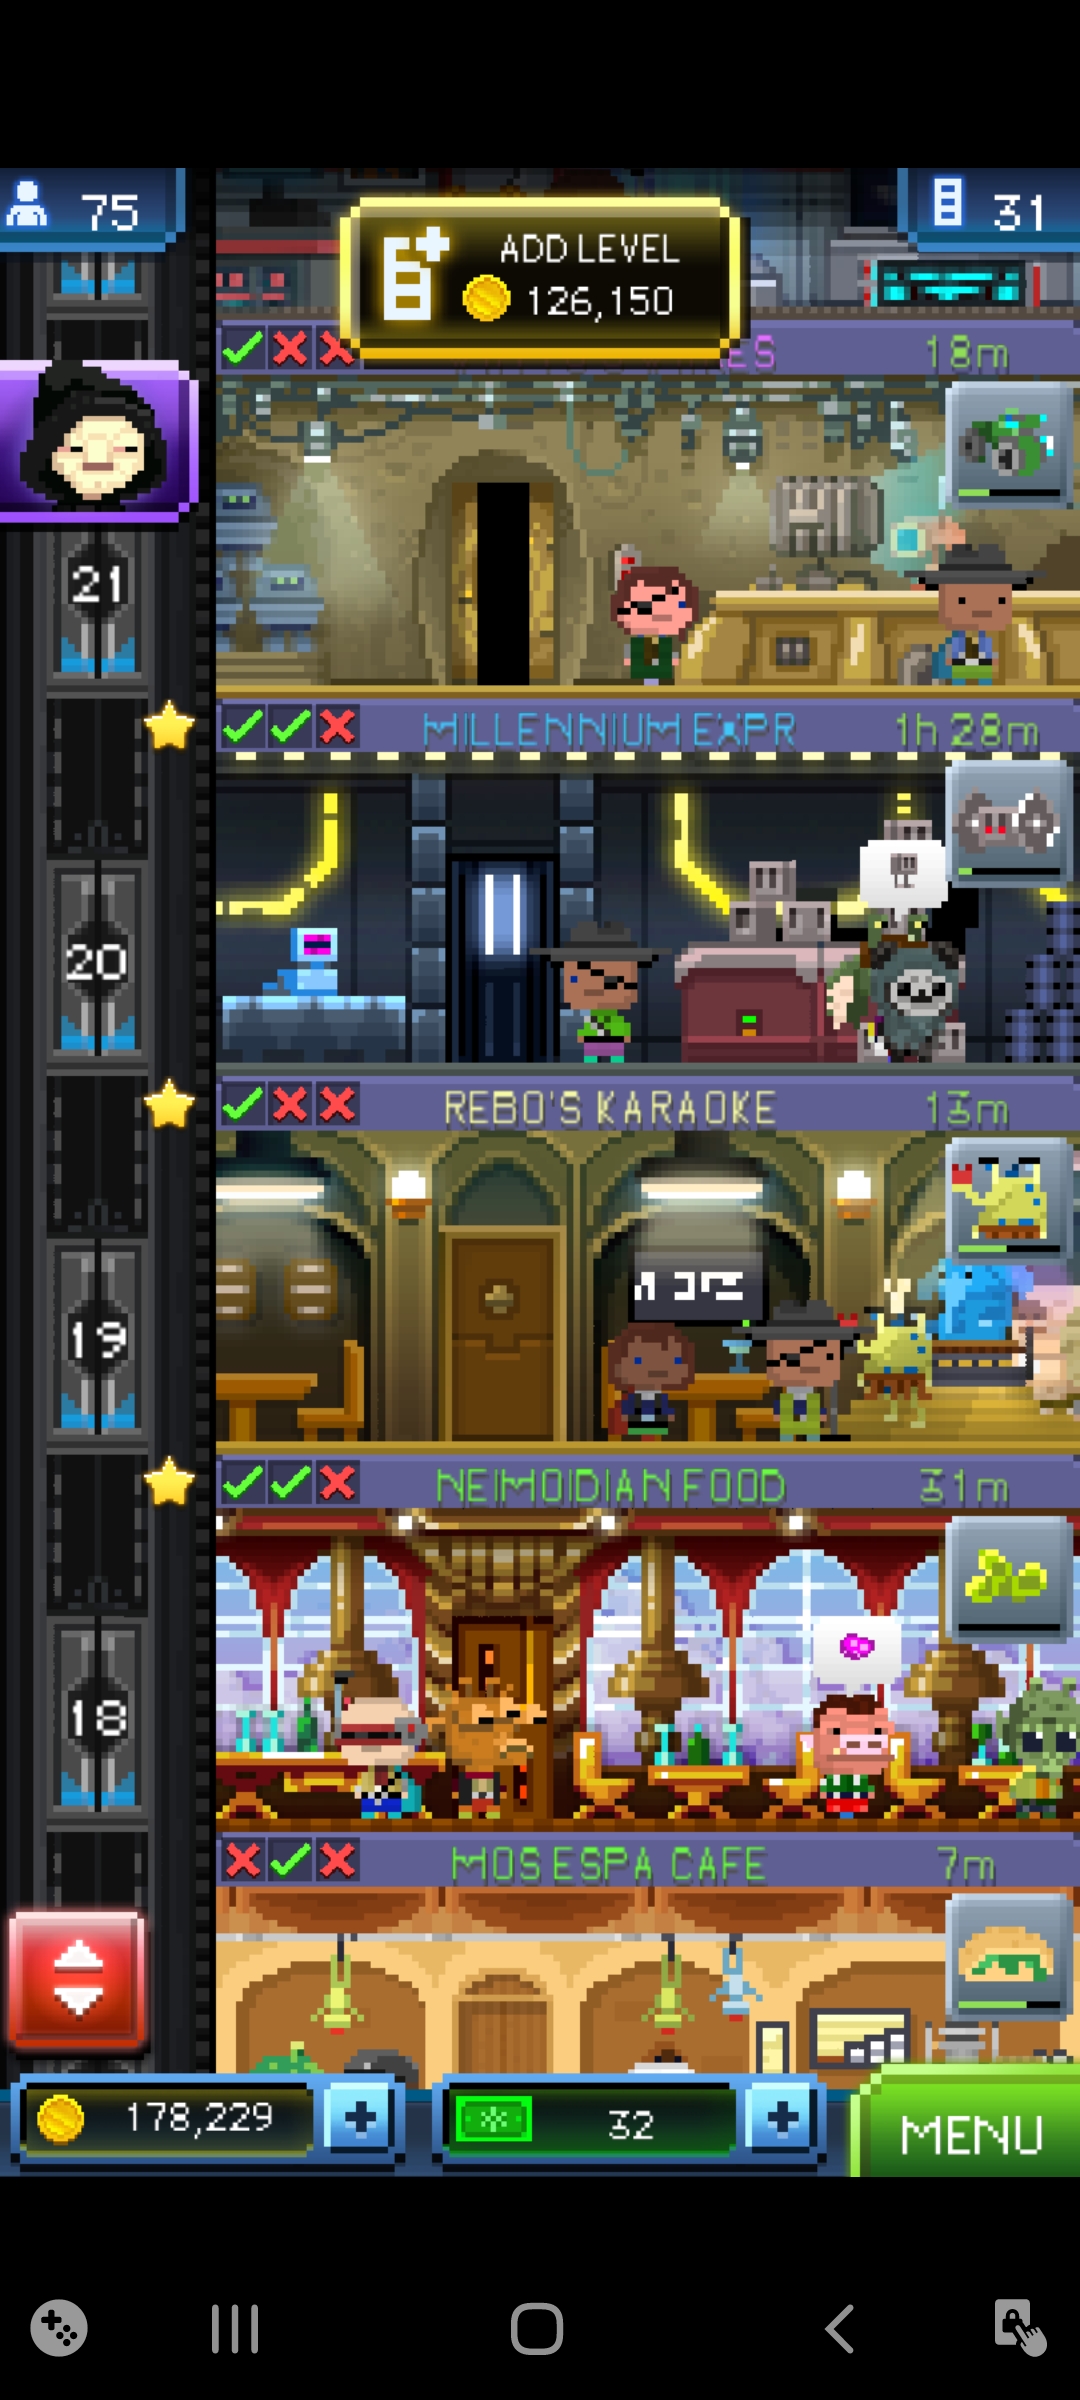 75
31
ADD LEVEL
126,150
ES
18m
21
MILLENNIUM EXPR
1h 28m
20
REBO'S KARAOKE
13m
19
NEIMOIDIAN FOOD
31m
18
MOS ESPA CAFE
7m
178,229
32
MENU